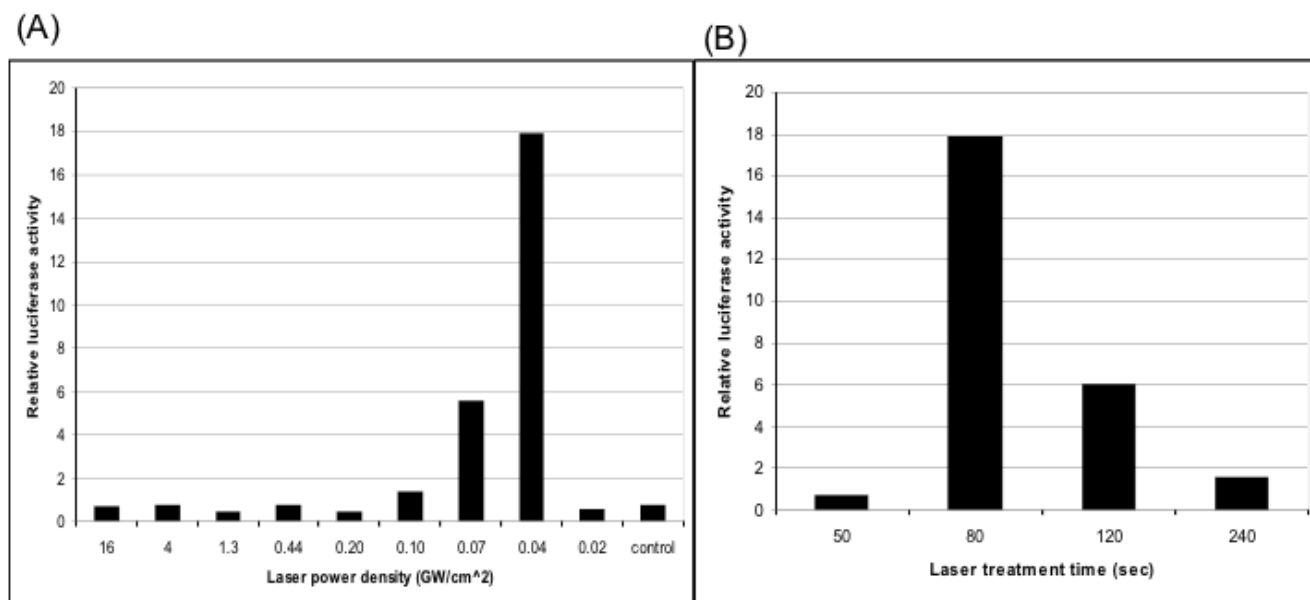 (A)
20
18
16
14
12
10
8
6
4
2
0
Relative luciferase activity
16 4 1.3 0.44 0.20 0.10 0.07 0.04 0.02 control
Laser power density (GW/cm^2)
(B)
20
18
16
14
12
10
8
6
4
2
0
Relative luciferase activity
50 80 120 240
Laser treatment time (sec)